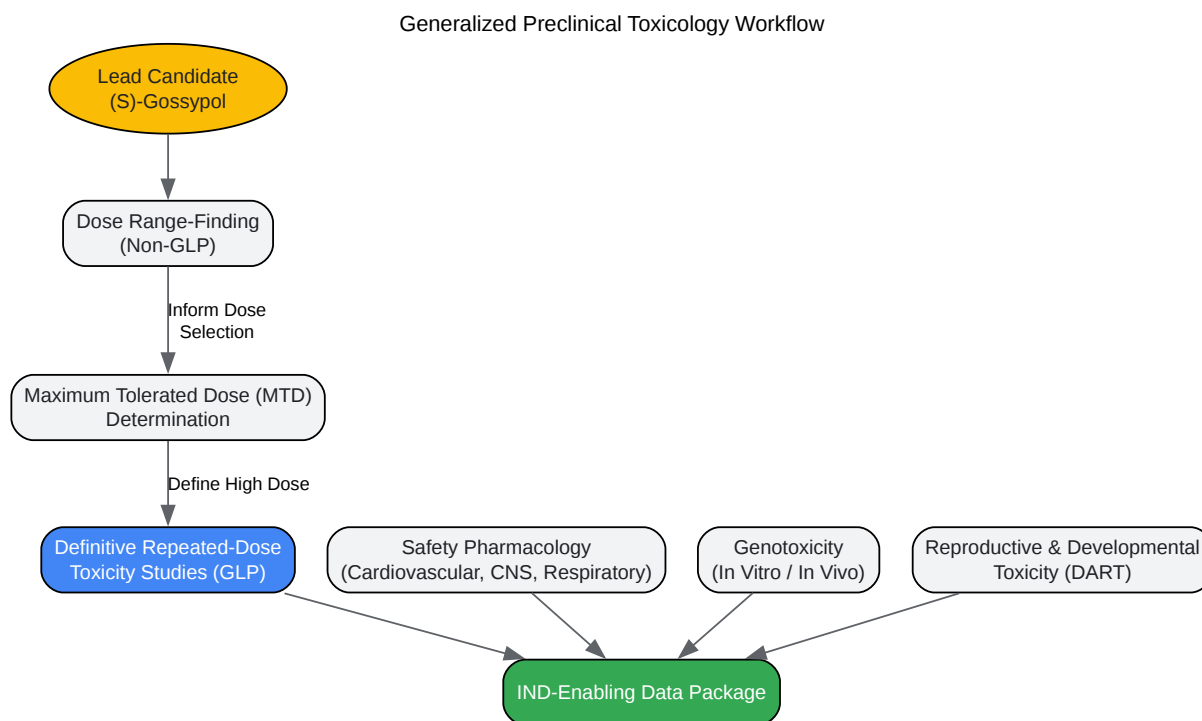 Generalized Preclinical Toxicology Workflow
Lead Candidate
(S)-Gossypol
Dose Range-Finding
(Non-GLP)
Inform Dose
Selection
Maximum Tolerated Dose (MTD)
Determination
Define High Dose
Definitive Repeated-Dose
Toxicity Studies (GLP)
Safety Pharmacology
(Cardiovascular, CNS, Respiratory)
Genotoxicity
(In Vitro / In Vivo)
Reproductive & Developmental
Toxicity (DART)
IND-Enabling Data Package